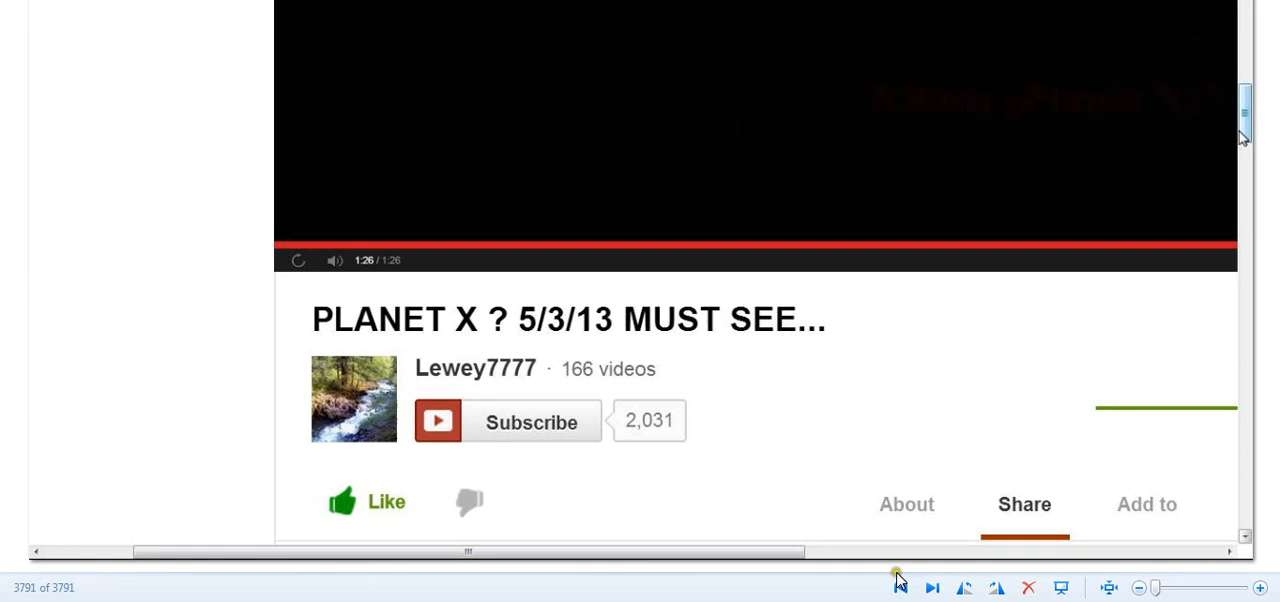 1:26 / 1:26
PLANET X ? 5/3/13 MUST SEE...
Lewey7777 · 166 videos
Subscribe 2,031
Like About Share Add to
3791 of 3791